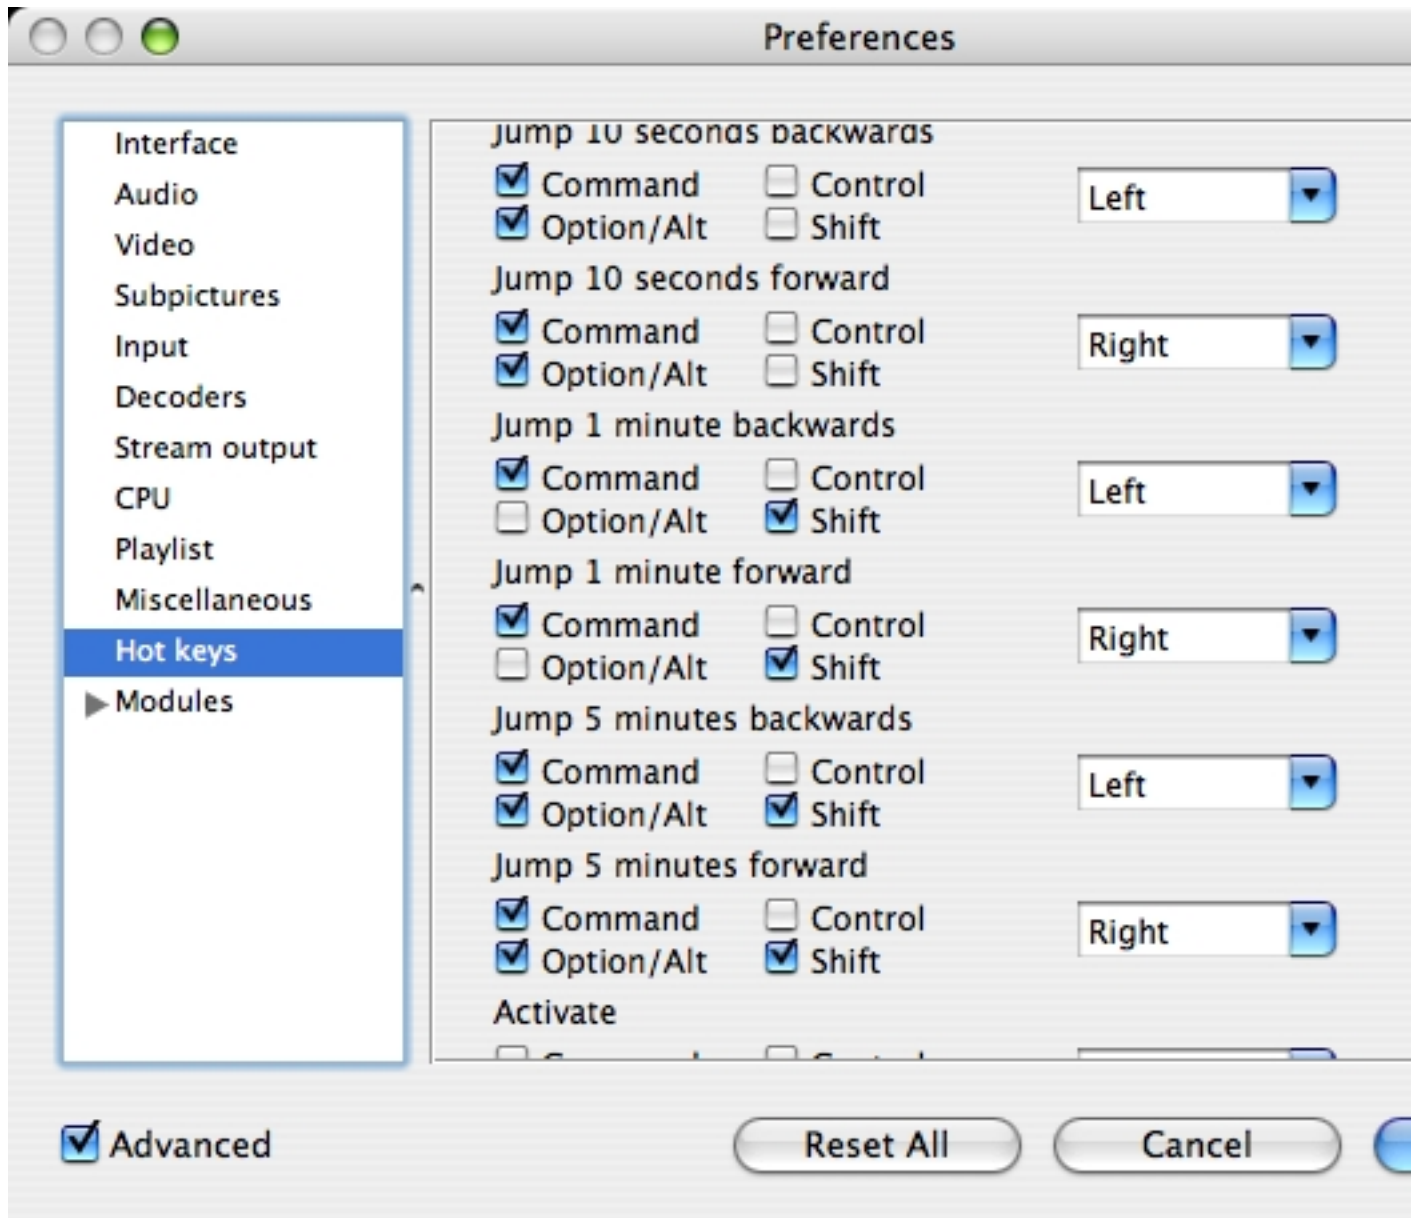 Preferences
Interface
Audio
Video
Subpictures
Input
Decoders
Stream output
CPU
Playlist
Miscellaneous
Hot keys
Modules
Jump 10 seconds backwards
Command Control
Left
Option/Alt Shift
Jump 10 seconds forward
Command Control
Right
Option/Alt Shift
Jump 1 minute backwards
Command Control
Left
Option/Alt Shift
Jump 1 minute forward
Command Control
Right
Option/Alt Shift
Jump 5 minutes backwards
Command Control
Left
Option/Alt Shift
Jump 5 minutes forward
Command Control
Right
Option/Alt Shift
Activate
Advanced
Reset All
Cancel